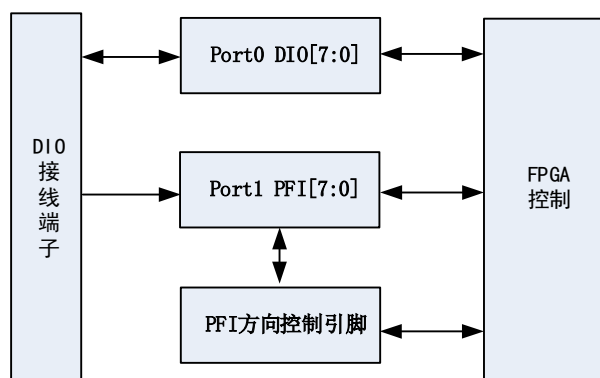 DIO
接
线
端
子
Port0 DIO[7:0]
Port1 PFI[7:0]
PFI方向控制引脚
FPGA
控制